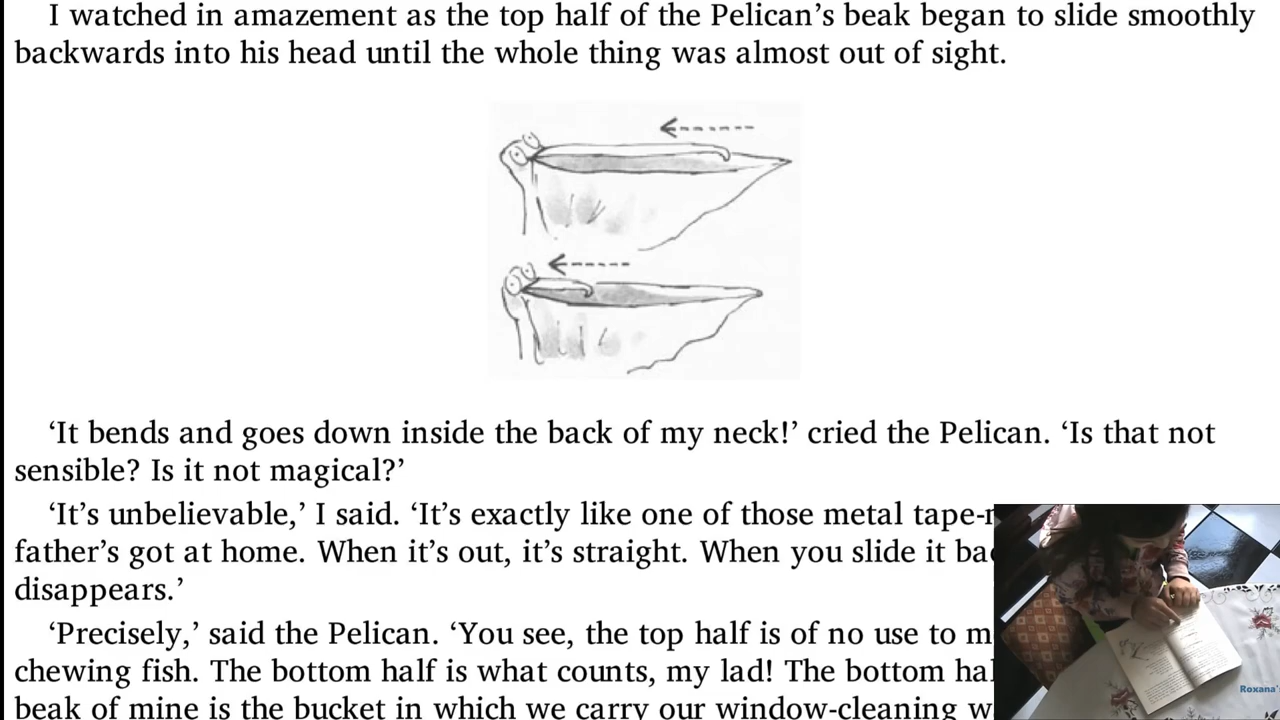 I watched in amazement as the top half of the Pelican’s beak began to slide smoothly
backwards into his head until the whole thing was almost out of sight.
‘It bends and goes down inside the back of my neck!’ cried the Pelican. ‘Is that not
sensible? Is it not magical?’
‘It’s unbelievable,’ I said. ‘It’s exactly like one of those metal
father’s got at home. When it’s out, it’s straight. When you slide it
disappears.’
‘Precisely,’ said the Pelican. ‘You see, the top half is of no use to
chewing fish. The bottom half is what counts, my lad! The bottom
beak of mine is the bucket in which we carry our window-cleaning
Roxana's